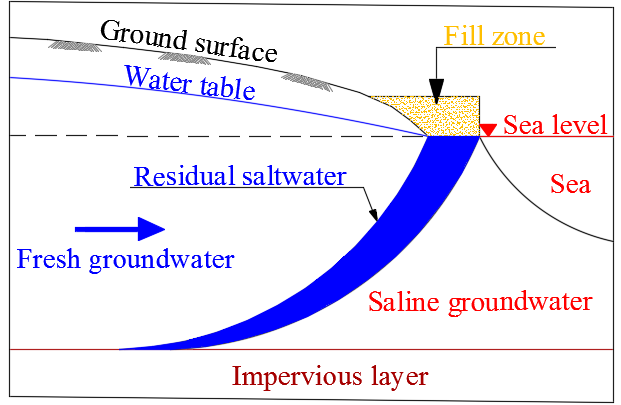 Ground surface
Fill zone
Water table
Sea level
Residual saltwater
Sea
Fresh groundwater
Saline groundwater
Impervious layer